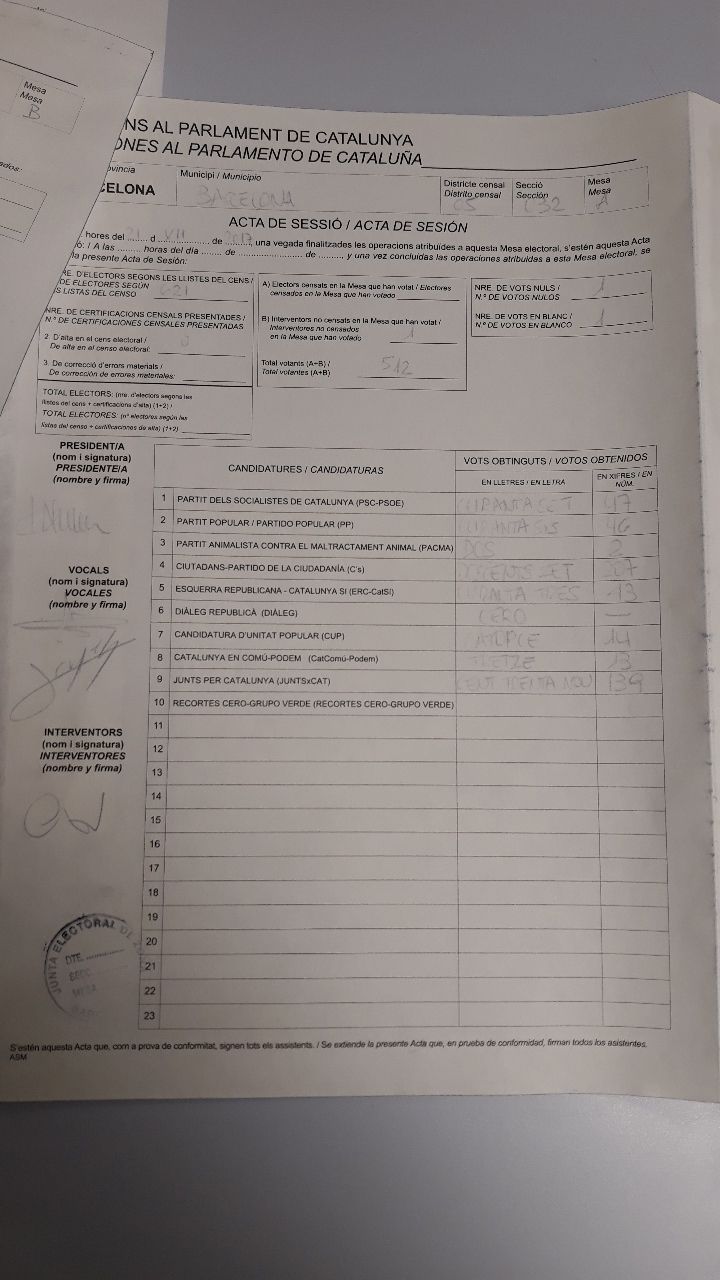 Mesa
Mesa
B
NS AL PARLAMENT DE CATALUNYA
ONES AL PARLAMENTO DE CATALUÑA
ovincia
CELONA
Municipi / Municipio
BARCELONA
Districte censal
Distrito censal
Secció
Sección
Mesa
Mesa
A
ACTA DE SESSIÓ / ACTA DE SESIÓN
hores del 21 d de 2017, una vegada finalitzades les operacions atribuïdes a aquesta Mesa electoral, s'estén aquesta Acta
ó: / A las ......... horas del día ........ de .......................... de ........., y una vez concluidas las operaciones atribuidas a esta Mesa electoral, se
la presente Acta de Sesión:
RE. D'ELECTORS SEGONS LES LLISTES DEL CENS /
DE ELECTORES SEGÚN
S LISTAS DEL CENSO
NRE. DE CERTIFICACIONS CENSALS PRESENTADES /
N.º DE CERTIFICACIONES CENSALES PRESENTADAS
2. D'alta en el cens electoral /
De alta en el censo electoral:
3. De correcció d'errors materials /
De corrección de errores materiales:
TOTAL ELECTORS: (nre. d'electors segons les
llistes del cens + certificacions d'alta) (1+2) /
TOTAL ELECTORES: (nº electores según las
listas del censo + certificaciones de alta) (1+2)
A) Electors censats en la Mesa que han votat / Electores
censados en la Mesa que han votado
B) Interventors no censats en la Mesa que han votat /
Interventores no censados
en la Mesa que han votado 1
Total votants (A+B) /
Total votantes (A+B) 512
NRE. DE VOTS NULS /
N.º DE VOTOS NULOS 1
NRE. DE VOTS EN BLANC /
N.º DE VOTOS EN BLANCO 1
PRESIDENT/A
(nom i signatura)
PRESIDENTE/A
(nombre y firma)
VOCALS
(nom i signatura)
VOCALES
(nombre y firma)
INTERVENTORS
(nom i signatura)
INTERVENTORES
(nombre y firma)
CANDIDATURES / CANDIDATURAS
VOTS OBTINGUTS / VOTOS OBTENIDOS
EN LLETRES / EN LETRA
EN XIFRES / EN
NÚM.
1 PARTIT DELS SOCIALISTES DE CATALUNYA (PSC-PSOE) 47
2 PARTIT POPULAR / PARTIDO POPULAR (PP) 46
3 PARTIT ANIMALISTA CONTRA EL MALTRACTAMENT ANIMAL (PACMA) DOS 2
4 CIUTADANS-PARTIDO DE LA CIUDADANÍA (C's) 207
5 ESQUERRA REPUBLICANA - CATALUNYA SI (ERC-CatSI)
6 DIÀLEG REPUBLICÀ (DIÀLEG) CERO —
7 CANDIDATURA D'UNITAT POPULAR (CUP) 14
8 CATALUNYA EN COMÚ-PODEM (CatComú-Podem) TRETZE 13
9 JUNTS PER CATALUNYA (JUNTSxCAT) CENT TRENTA NOU 139
10 RECORTES CERO-GRUPO VERDE (RECORTES CERO-GRUPO VERDE)
11
12
13
14
15
16
17
18
19
20
21
22
23
JUNTA ELECTORAL DE
DTE.
MESA
S'estén aquesta Acta que, com a prova de conformitat, signen tots els assistents. / Se extiende la presente Acta que, en prueba de conformidad, firman todos los asistentes.
ASM